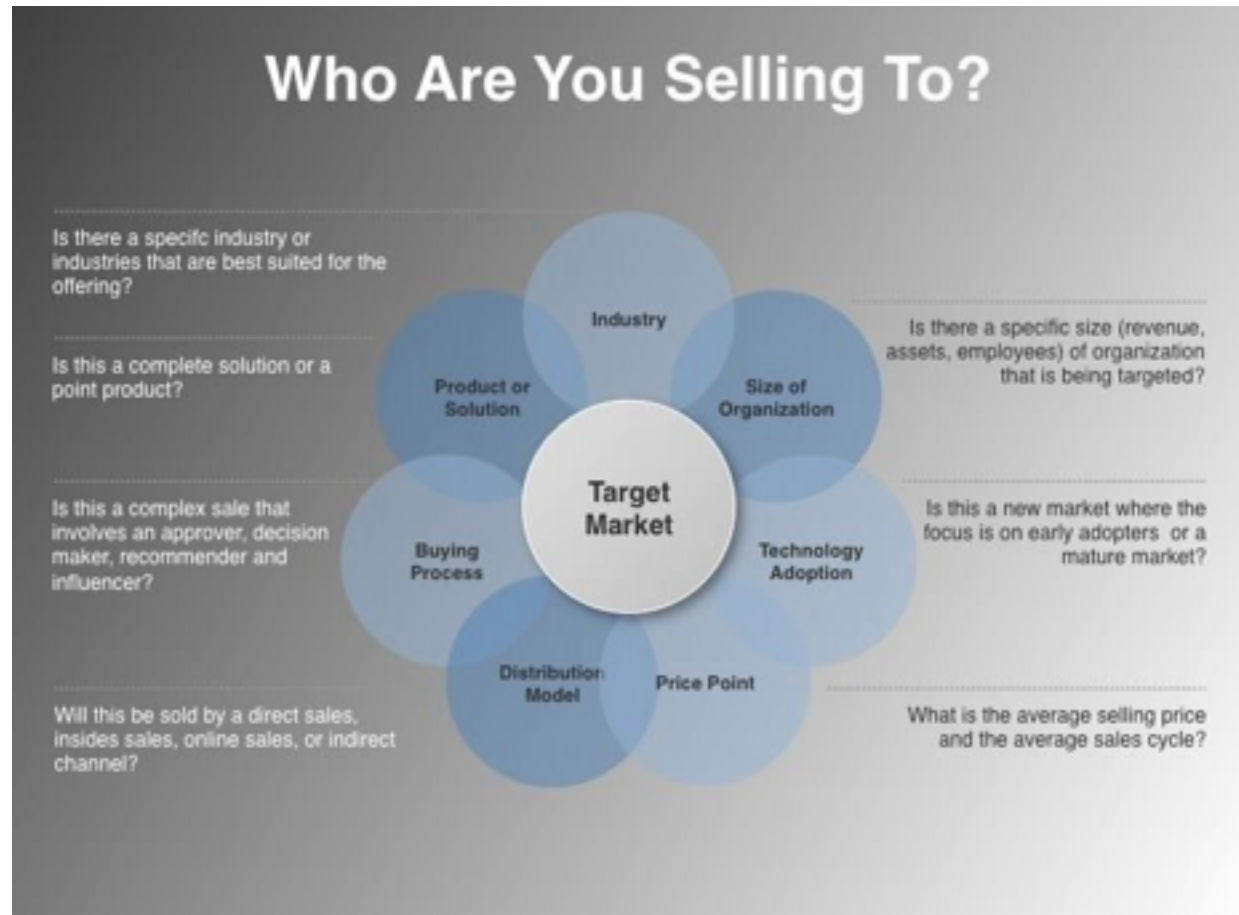 Who Are You Selling To?
Is there a specifc industry or
industries that are best suited for the
offering?
Industry
Is there a specific size (revenue,
assets, employees) of organization
that is being targeted?
Is this a complete solution or a
point product?
Product or
Solution
Size of
Organization
Target
Market
Is this a complex sale that
involves an approver, decision
maker, recommender and
influencer?
Buying
Process
Technology
Adoption
Is this a new market where the
focus is on early adopters or a
mature market?
Distribution
Model
Price Point
Will this be sold by a direct sales,
insides sales, online sales, or indirect
channel?
What is the average selling price
and the average sales cycle?